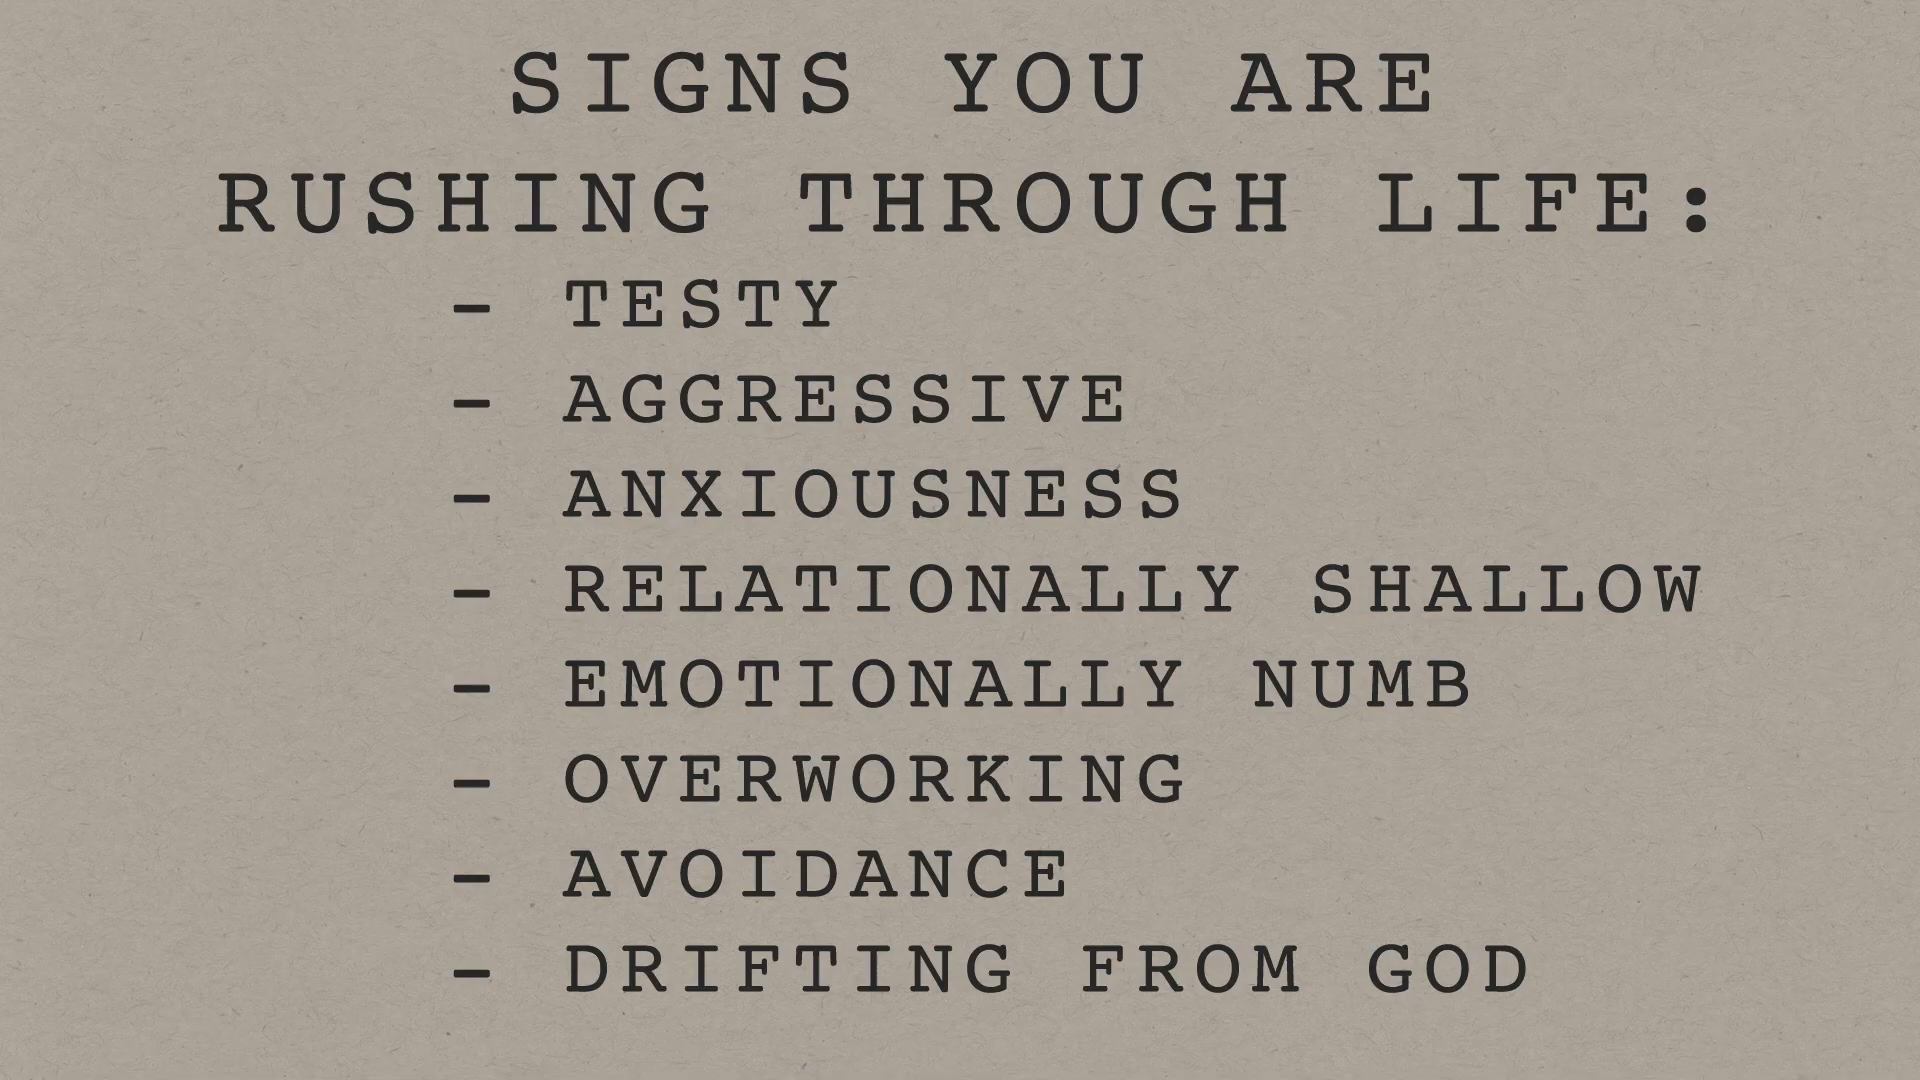 SIGNS YOU ARE
RUSHING THROUGH LIFE:
- TESTY
- AGGRESSIVE
- ANXIOUSNESS
- RELATIONALLY SHALLOW
- EMOTIONALLY NUMB
- OVERWORKING
- AVOIDANCE
- DRIFTING FROM GOD